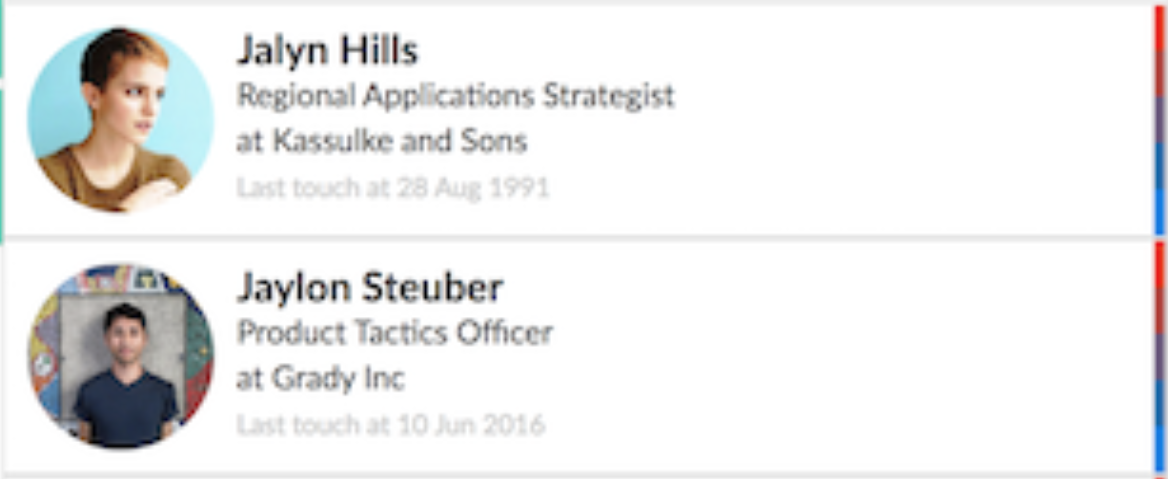 Jalyn Hills
Regional Applications Strategist
at Kassulke and Sons
Last touch at 28 Aug 1991
Jaylon Steuber
Product Tactics Officer
at Grady Inc
Last touch at 10 Jun 2016